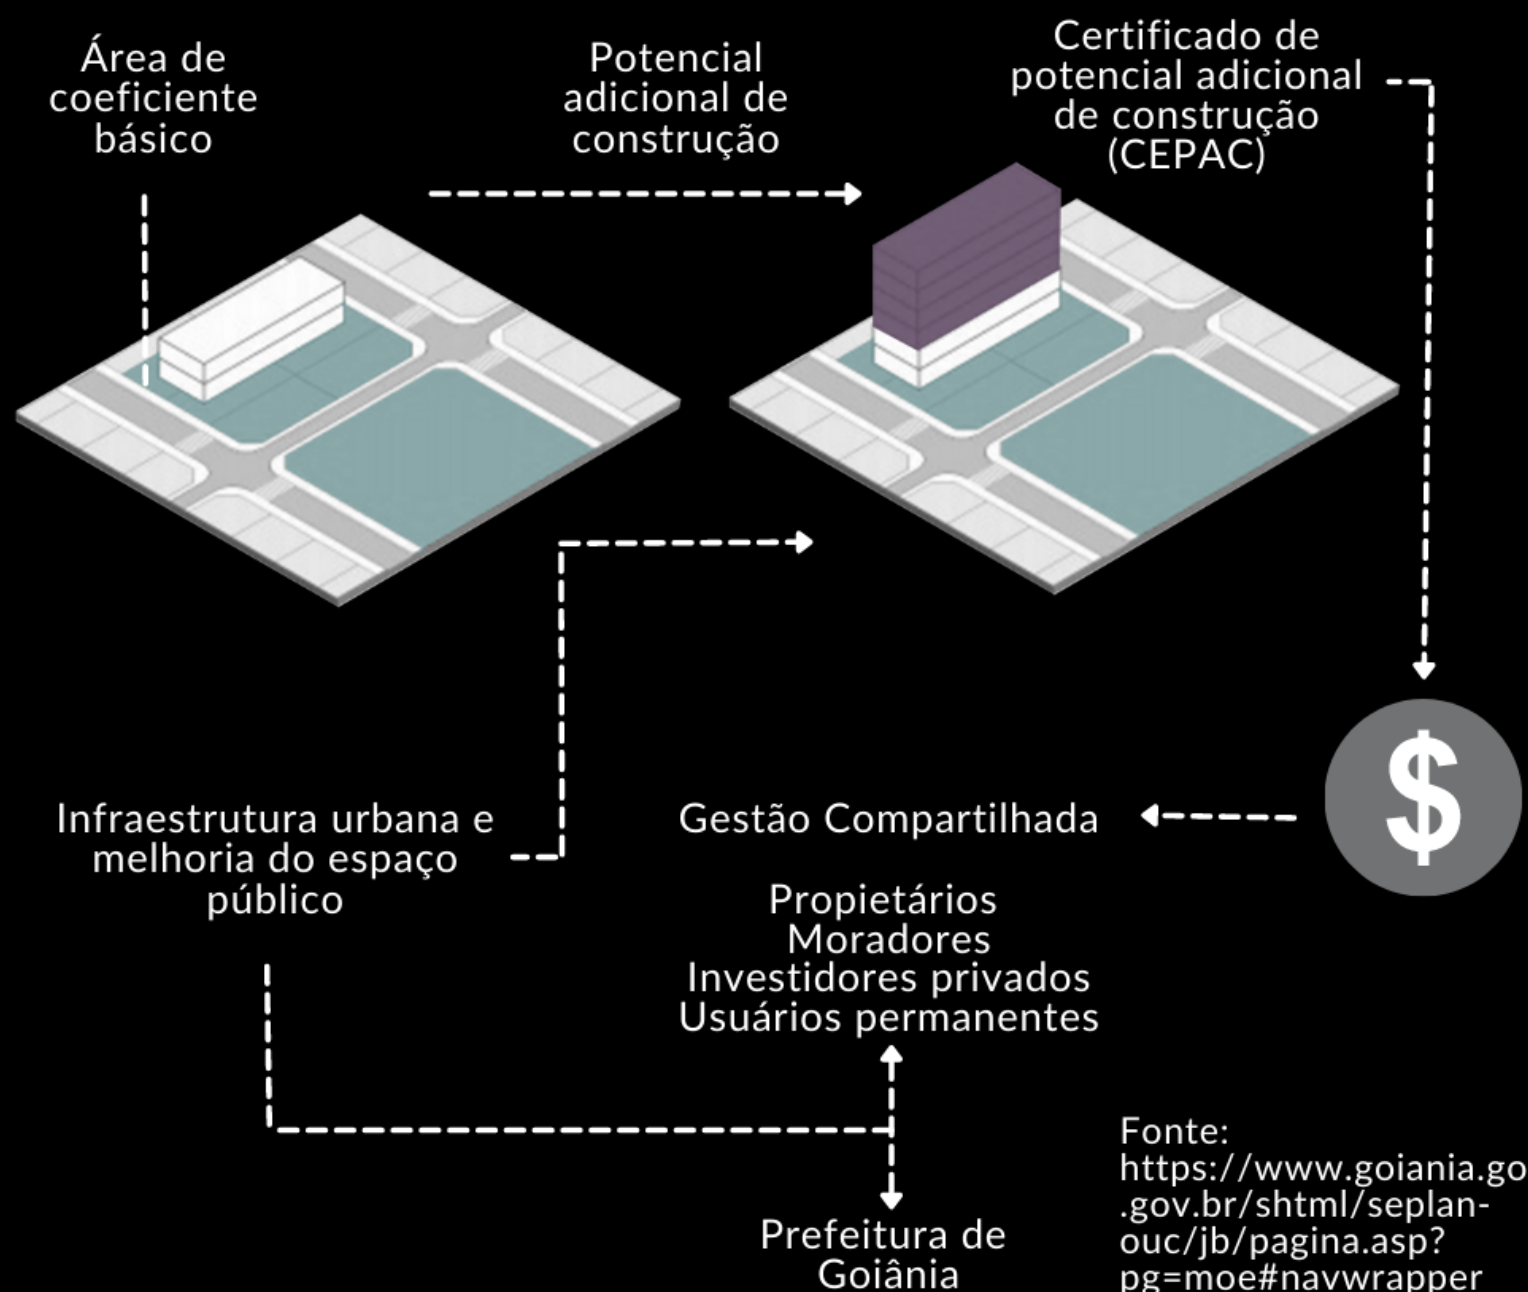 Área de
coeficiente
básico
Potencial
adicional de
construção
Certificado de
potencial adicional
de construção
(CEPAC)
$
Infraestrutura urbana e
melhoria do espaço
público
Gestão Compartilhada
Propietários
Moradores
Investidores privados
Usuários permanentes
Prefeitura de
Goiânia
Fonte:
https://www.goiania.go
.gov.br/shtml/seplan-
ouc/jb/pagina.asp?
pg=moe#navwrapper